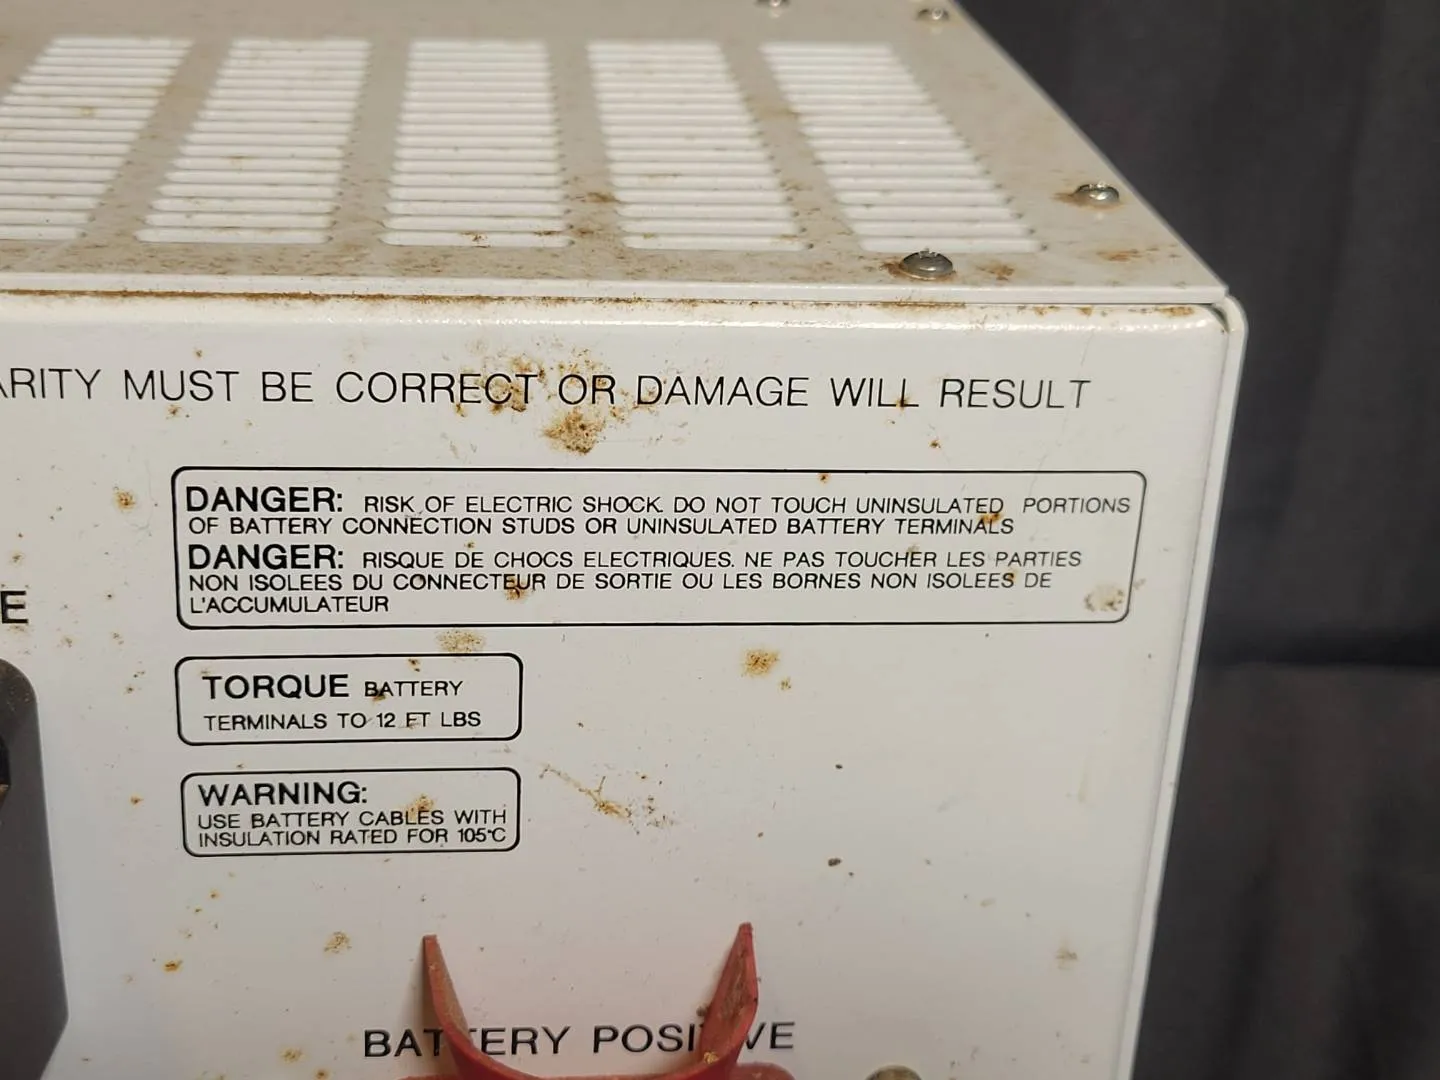 ARITY MUST BE CORRECT OR DAMAGE WILL RESULT
DANGER: RISK OF ELECTRIC SHOCK. DO NOT TOUCH UNINSULATED PORTIONS
OF BATTERY CONNECTION STUDS OR UNINSULATED BATTERY TERMINALS
DANGER: RISQUE DE CHOCS ELECTRIQUES. NE PAS TOUCHER LES PARTIES
NON ISOLEES DU CONNECTEUR DE SORTIE OU LES BORNES NON ISOLEES DE
L'ACCUMULATEUR
E
TORQUE BATTERY
TERMINALS TO 12 FT LBS
WARNING:
USE BATTERY CABLES WITH
INSULATION RATED FOR 105°C
BATTERY POSITIVE